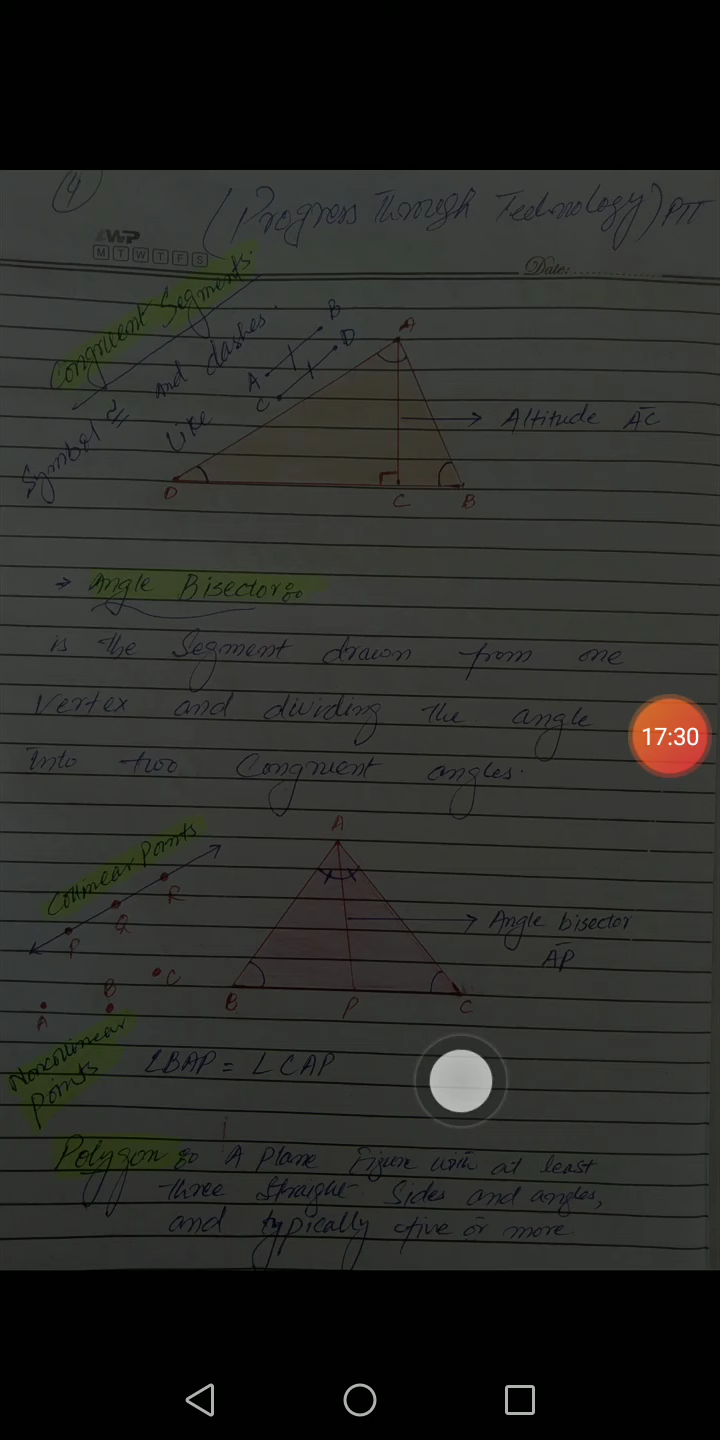 4
(Progress Through Technology) PTT
AWP
M T W T F S
Date:
Congruent Segments:
Symbol ≅ and dashes.
Like
A B
C D
A
Altitude AC
D C B
→ Angle Bisector:
is the Segment drawn from one
Vertex and dividing the angle
Into two Congruent angles.
Collinear Points
P Q R
A
Angle bisector
AP
B P C
A B C
Noncollinear
Points
∠BAP = ∠CAP
Polygon: A Plane Figure with at least
three Straight Sides and angles,
and typically five or more
17:30